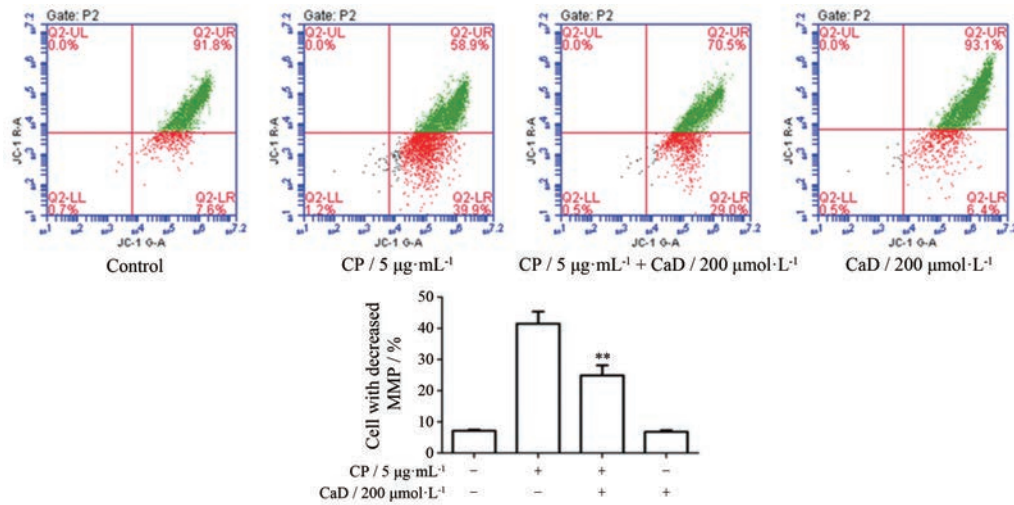 Gate: P2
Q2-UL
0.0%
Q2-UR
91.8%
Q2-LL
0.7%
Q2-LR
7.6%
JC-1 R-A
JC-1 G-A
Control
Gate: P2
Q2-UL
0.0%
Q2-UR
58.9%
Q2-LL
1.2%
Q2-LR
39.9%
JC-1 R-A
JC-1 G-A
CP / 5 μg·mL⁻¹
Gate: P2
Q2-UL
0.0%
Q2-UR
70.5%
Q2-LL
0.5%
Q2-LR
29.0%
JC-1 R-A
JC-1 G-A
CP / 5 μg·mL⁻¹ + CaD / 200 μmol·L⁻¹
Gate: P2
Q2-UL
0.0%
Q2-UR
93.1%
Q2-LL
0.5%
Q2-LR
6.4%
JC-1 R-A
JC-1 G-A
CaD / 200 μmol·L⁻¹
Cell with decreased
MMP / %
50
40
30
20
10
0
**
CP / 5 μg·mL⁻¹ − + + −
CaD / 200 μmol·L⁻¹ − − + +